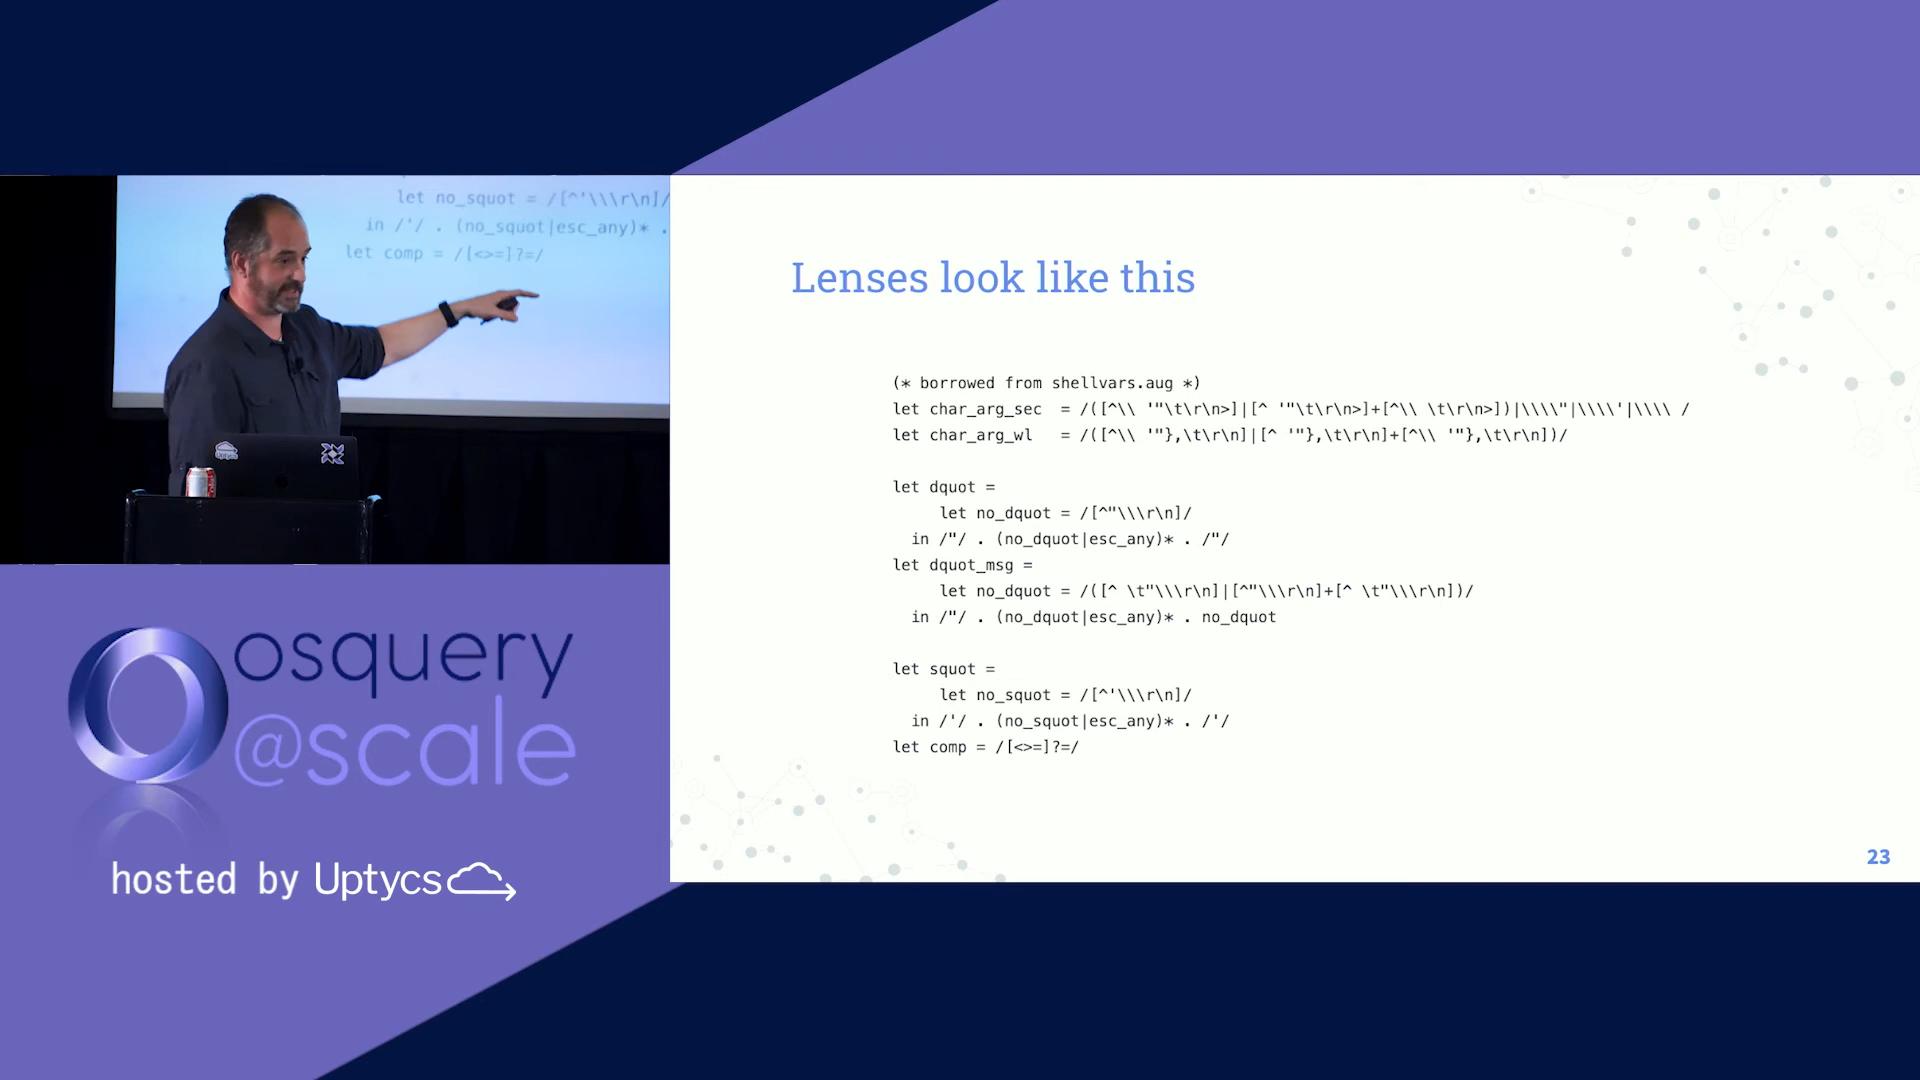 let no_squot = /[^'\\\r\n]/
in /'/ . (no_squot|esc_any)* .
let comp = /[<>=]?=/
Uptycs
osquery
@scale
hosted by Uptycs
Lenses look like this
(* borrowed from shellvars.aug *)
let char_arg_sec  = /([^\\ '"\t\r\n>]|[^ '"\t\r\n>]+[^\\ \t\r\n>])|\\\\"|\\\\'|\\\\ /
let char_arg_wl   = /([^\\ '"},\t\r\n]|[^ '"},\t\r\n]+[^\\ '"},\t\r\n])/
let dquot =
     let no_dquot = /[^"\\\r\n]/
  in /"/ . (no_dquot|esc_any)* . /"/
let dquot_msg =
     let no_dquot = /([^ \t"\\\r\n]|[^"\\\r\n]+[^ \t"\\\r\n])/
  in /"/ . (no_dquot|esc_any)* . no_dquot
let squot =
     let no_squot = /[^'\\\r\n]/
  in /'/ . (no_squot|esc_any)* . /'/
let comp = /[<>=]?=/
23